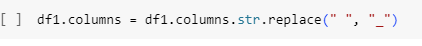 [ ] df1.columns = df1.columns.str.replace(" ", "_")